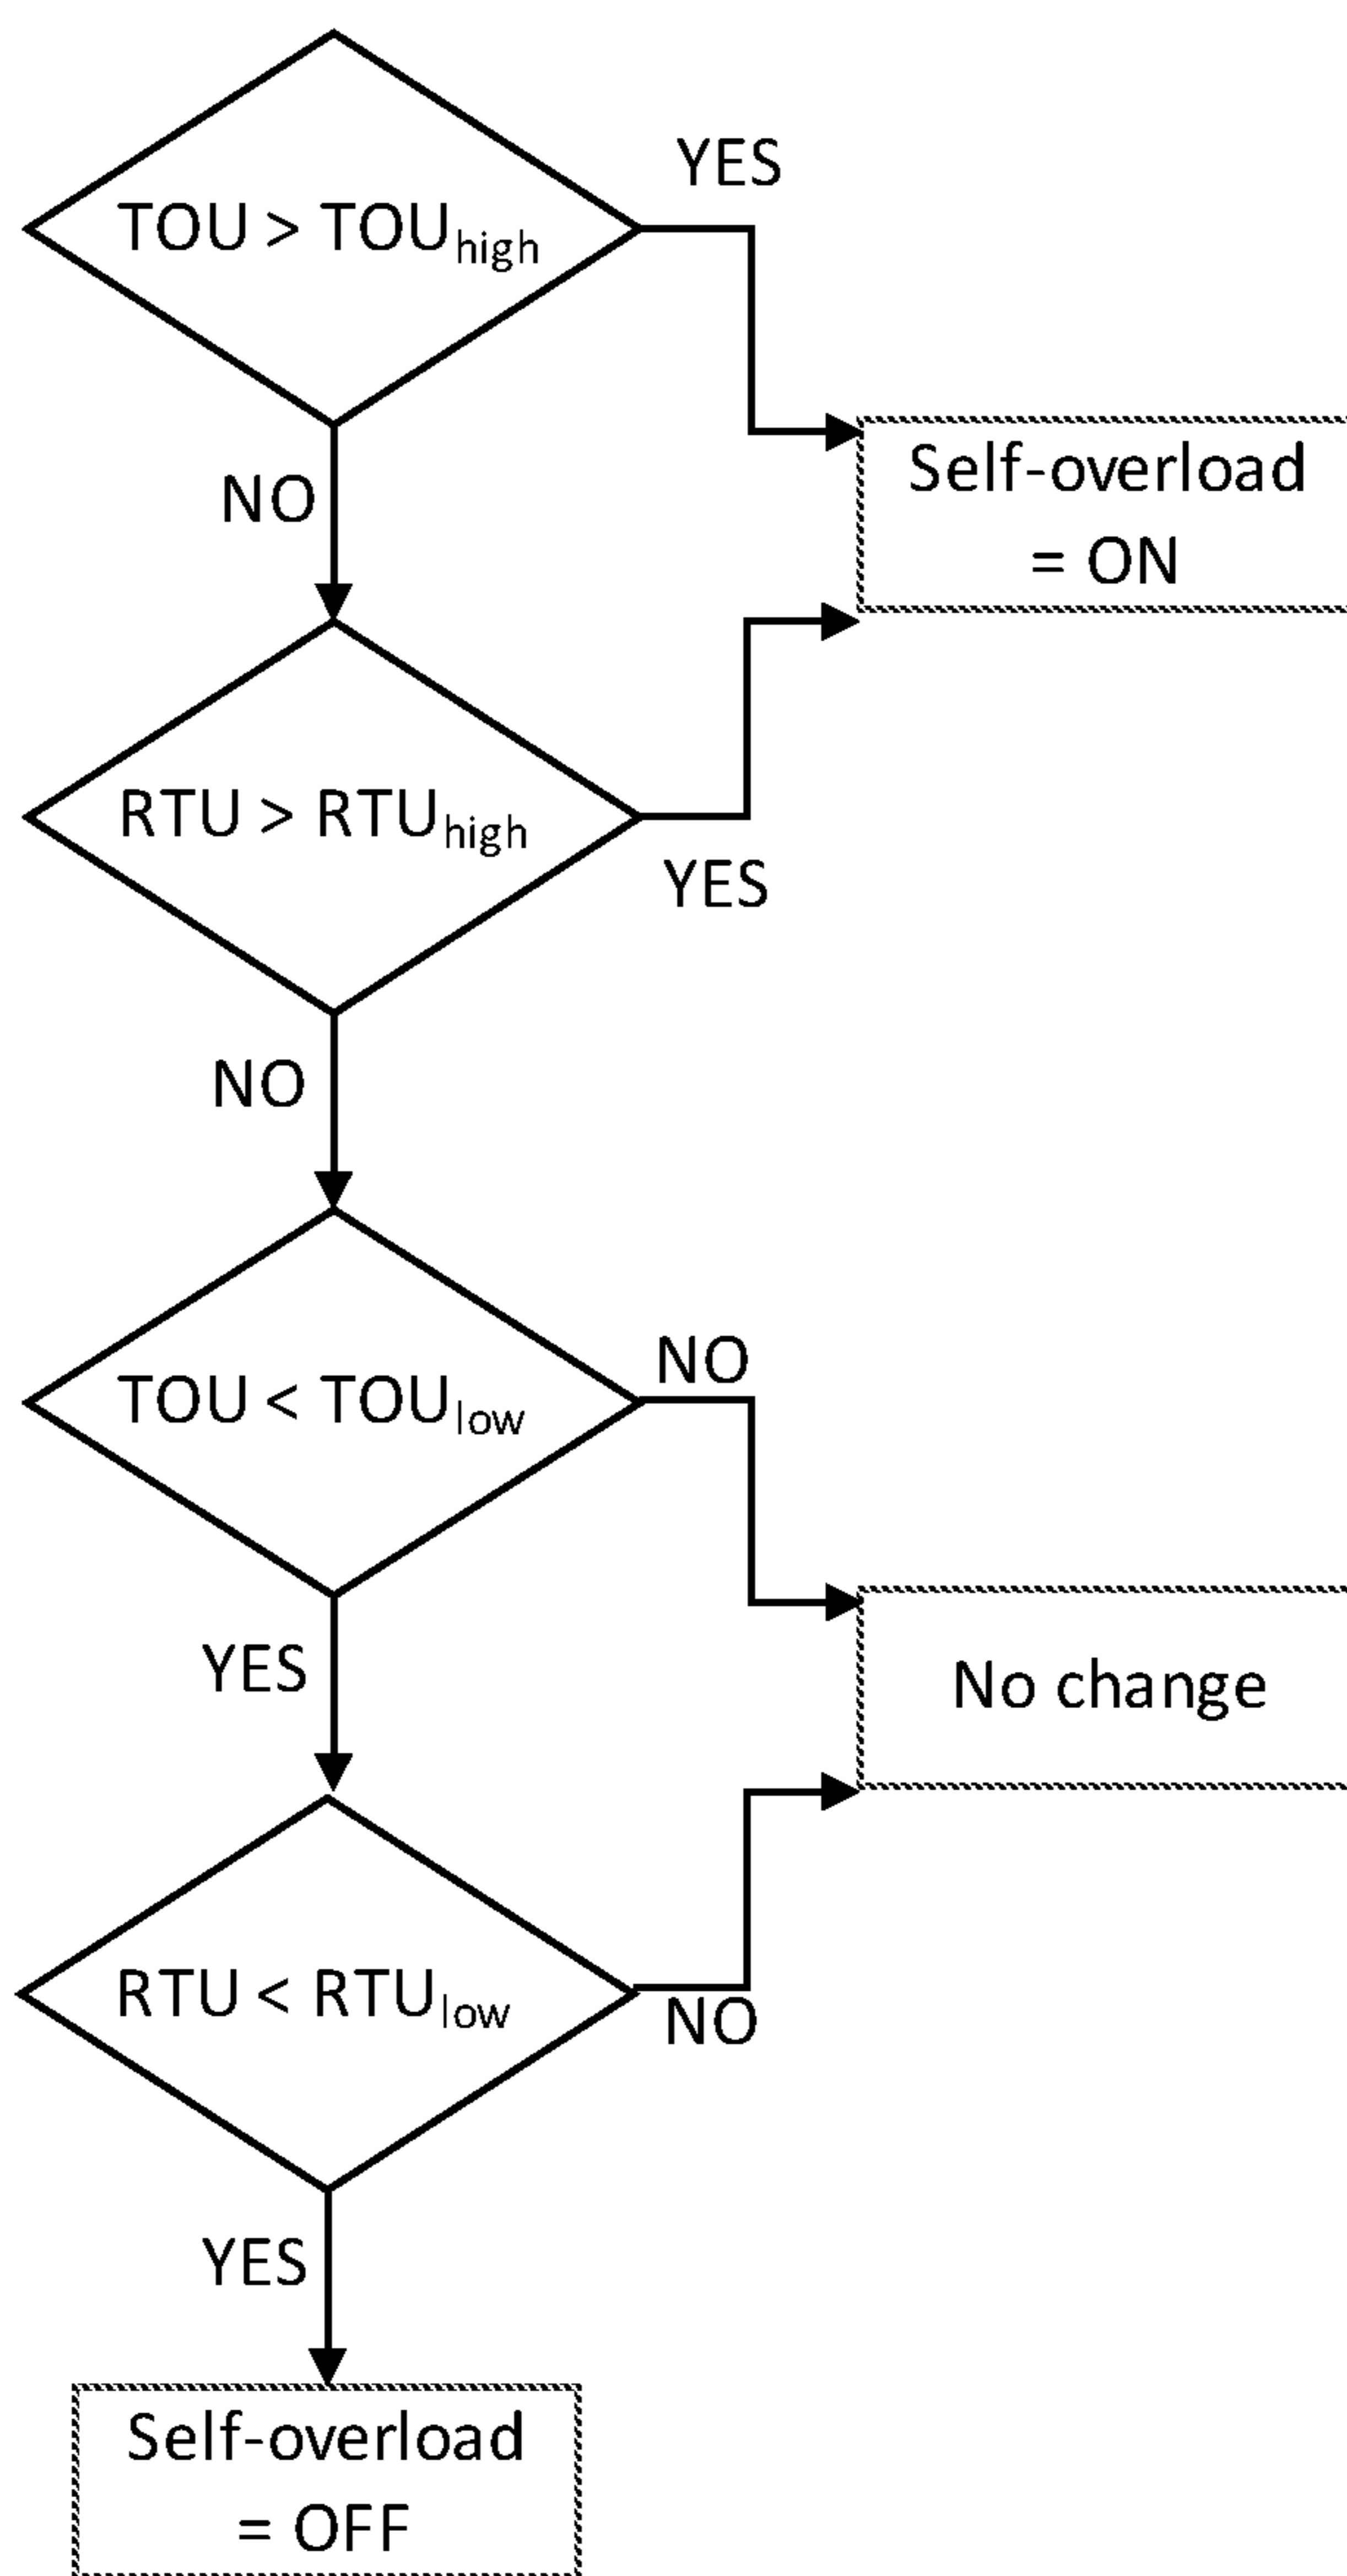 TOU > TOUhigh
YES
Self-overload
= ON
NO
RTU > RTUhigh
YES
NO
TOU < TOUlow
NO
No change
YES
RTU < RTUlow
NO
YES
Self-overload
= OFF